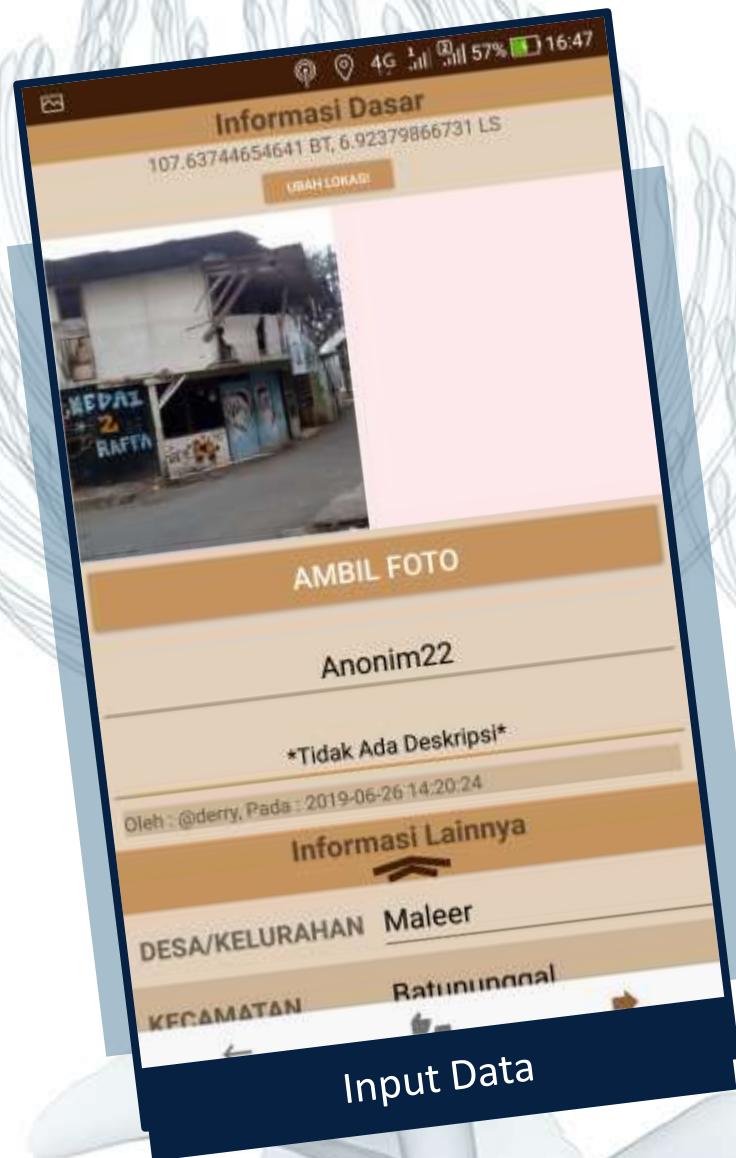 4G 1 2 57% 16:47
Informasi Dasar
107.63744654641 BT, 6.92379866731 LS
UBAH LOKASI
KEDAI
2
RAFFA
AMBIL FOTO
Anonim22
*Tidak Ada Deskripsi*
Oleh : @derry, Pada : 2019-06-26 14:20:24
Informasi Lainnya
DESA/KELURAHAN Maleer
KECAMATAN Batununggal
Input Data